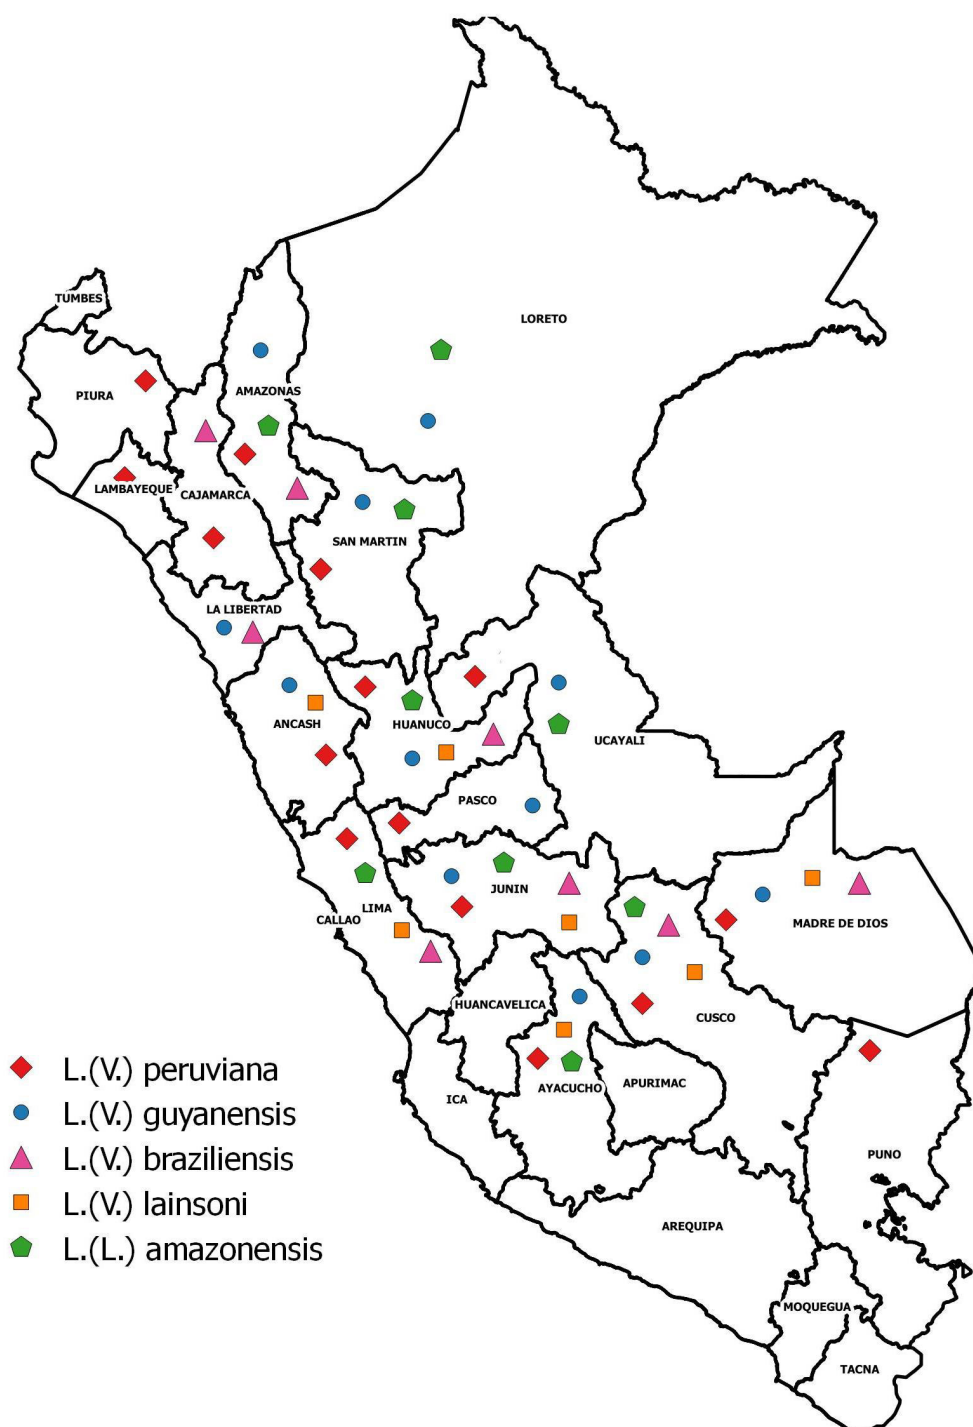 TUMBES
LORETO
PIURA
AMAZONAS
LAMBAYEQUE
CAJAMARCA
SAN MARTIN
LA LIBERTAD
ANCASH
HUANUCO
UCAYALI
PASCO
JUNIN
LIMA
CALLAO
MADRE DE DIOS
HUANCAVELICA
CUSCO
AYACUCHO
APURIMAC
ICA
PUNO
AREQUIPA
MOQUEGUA
TACNA
L.(V.) peruviana
L.(V.) guyanensis
L.(V.) braziliensis
L.(V.) lainsoni
L.(L.) amazonensis